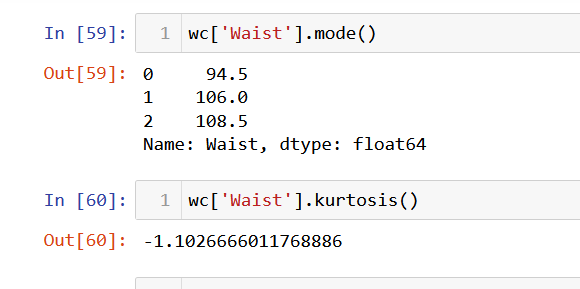 In [59]: 1 wc['Waist'].mode()
Out[59]: 0 94.5
1 106.0
2 108.5
Name: Waist, dtype: float64
In [60]: 1 wc['Waist'].kurtosis()
Out[60]: -1.1026666011768886